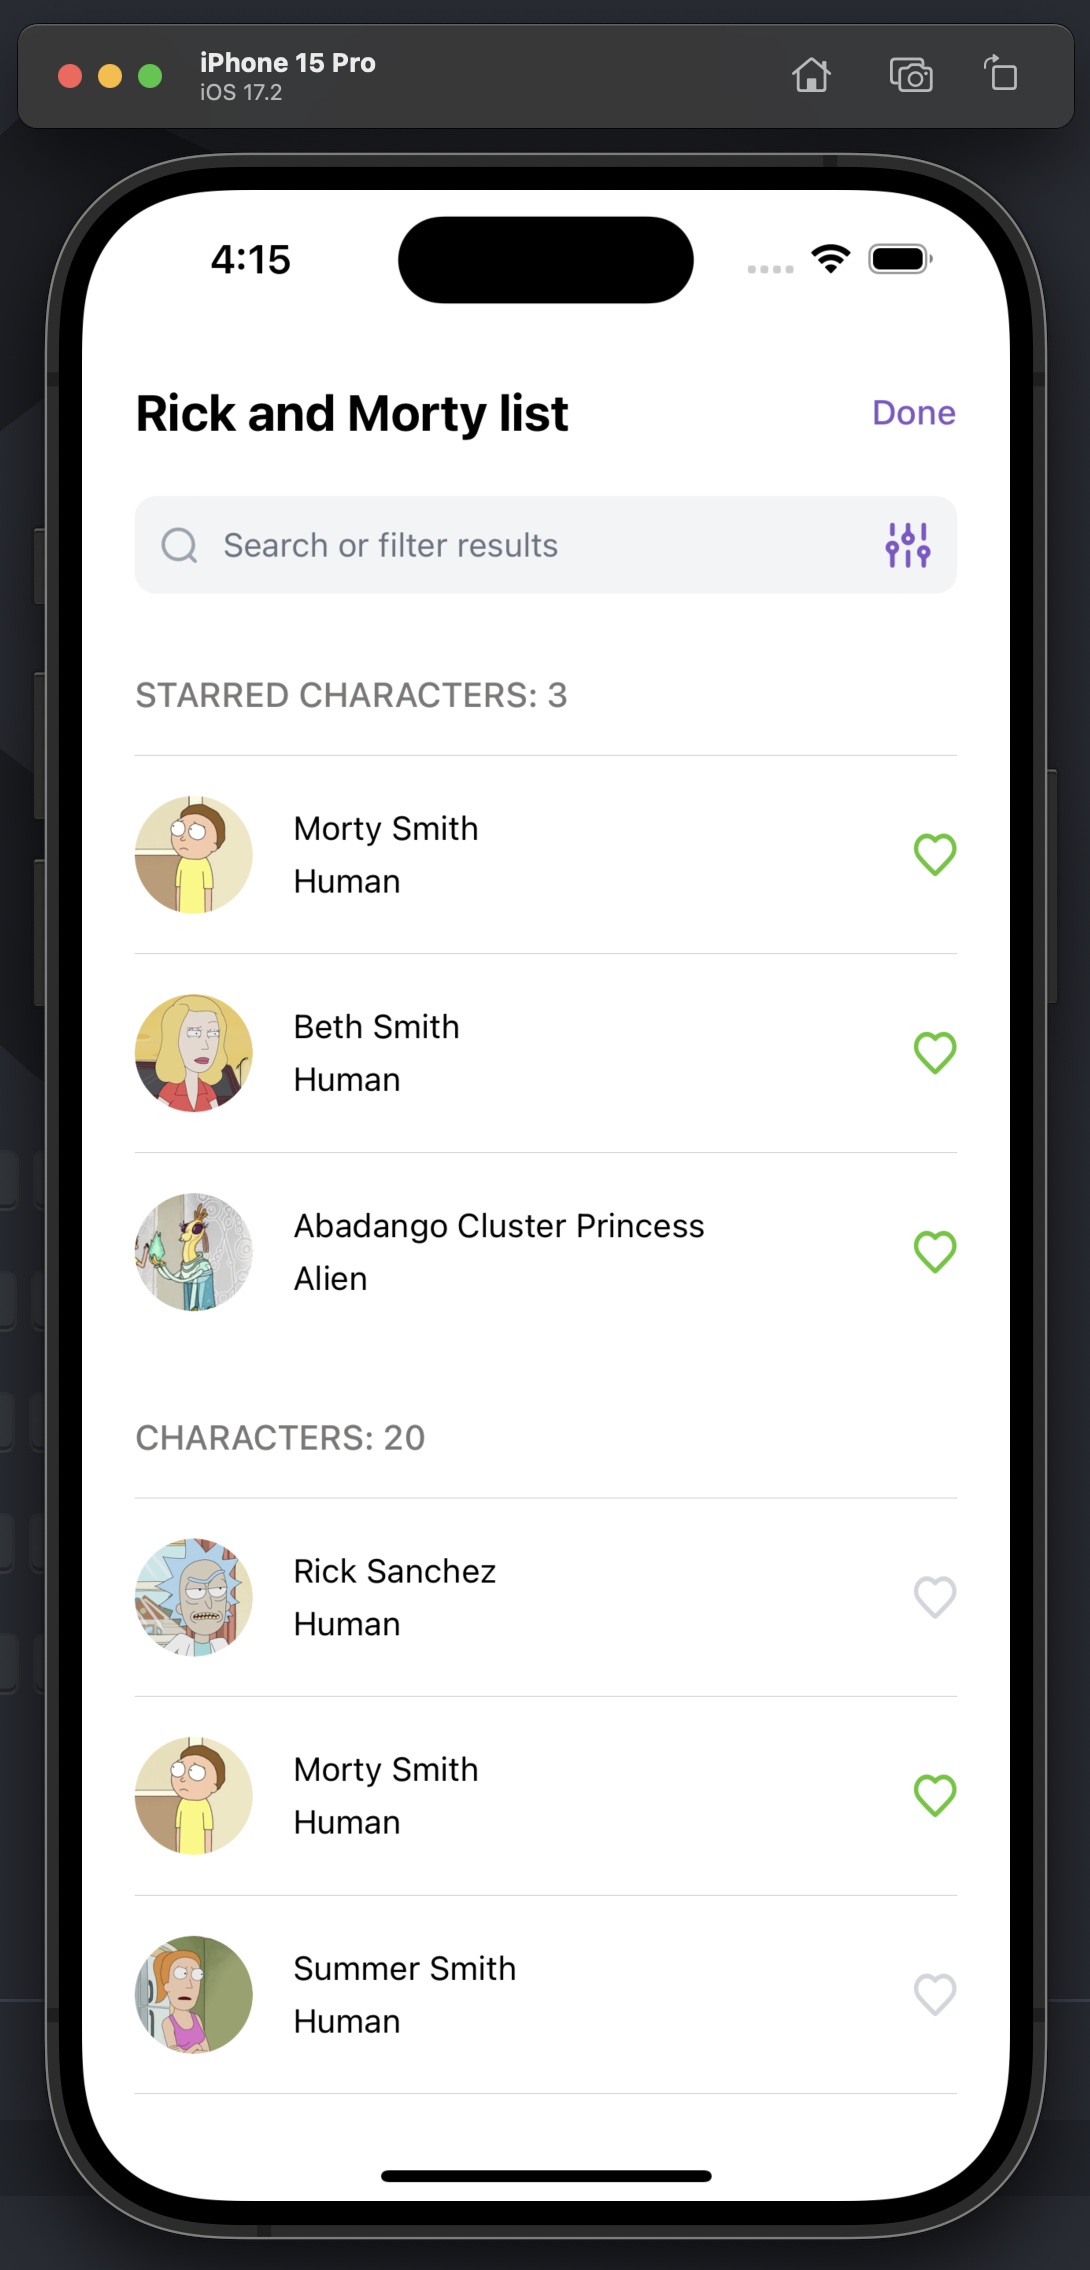 iPhone 15 Pro
iOS 17.2
4:15
Rick and Morty list
Done
Search or filter results
STARRED CHARACTERS: 3
Morty Smith
Human
Beth Smith
Human
Abadango Cluster Princess
Alien
CHARACTERS: 20
Rick Sanchez
Human
Morty Smith
Human
Summer Smith
Human